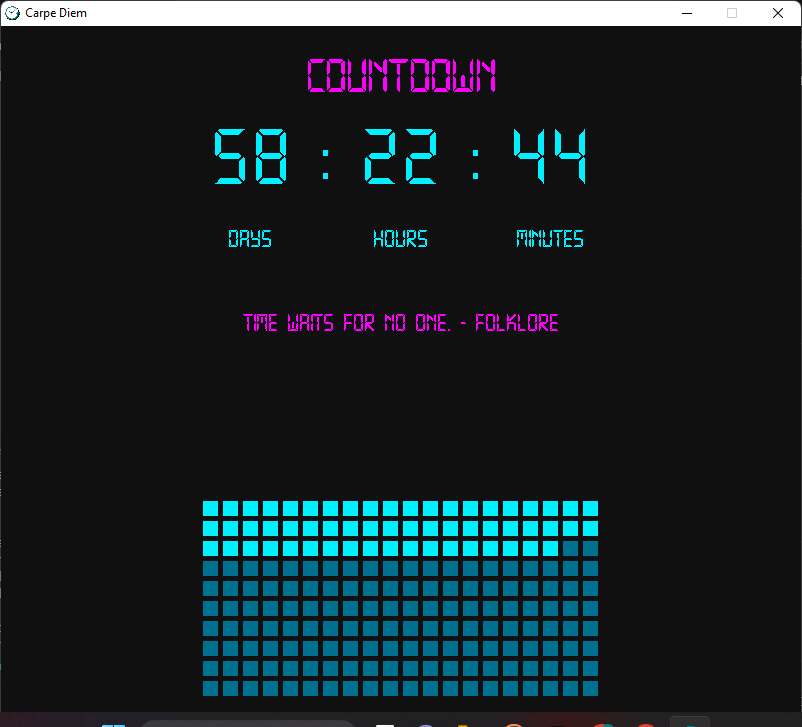 Carpe Diem
COUNTDOWN
58 : 22 : 44
DAYS HOURS MINUTES
TIME WAITS FOR NO ONE. - FOLKLORE